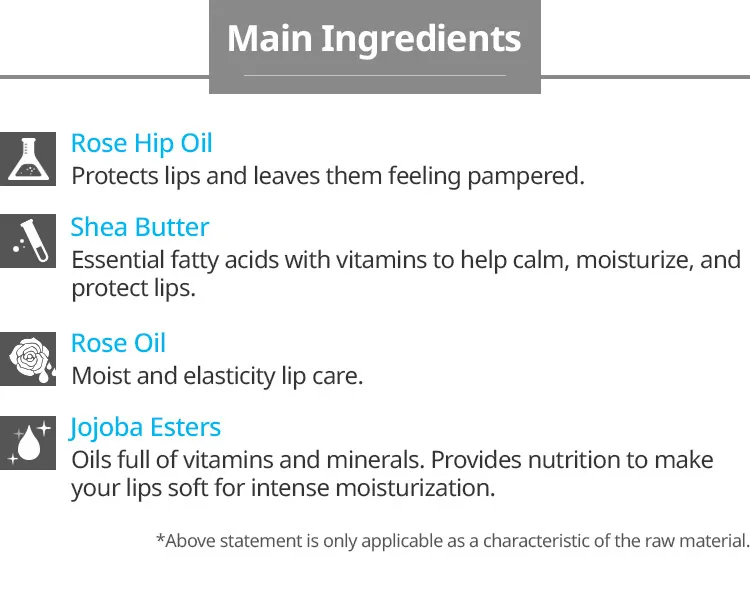 Main Ingredients
Rose Hip Oil
Protects lips and leaves them feeling pampered.
Shea Butter
Essential fatty acids with vitamins to help calm, moisturize, and
protect lips.
Rose Oil
Moist and elasticity lip care.
Jojoba Esters
Oils full of vitamins and minerals. Provides nutrition to make
your lips soft for intense moisturization.
*Above statement is only applicable as a characteristic of the raw material.